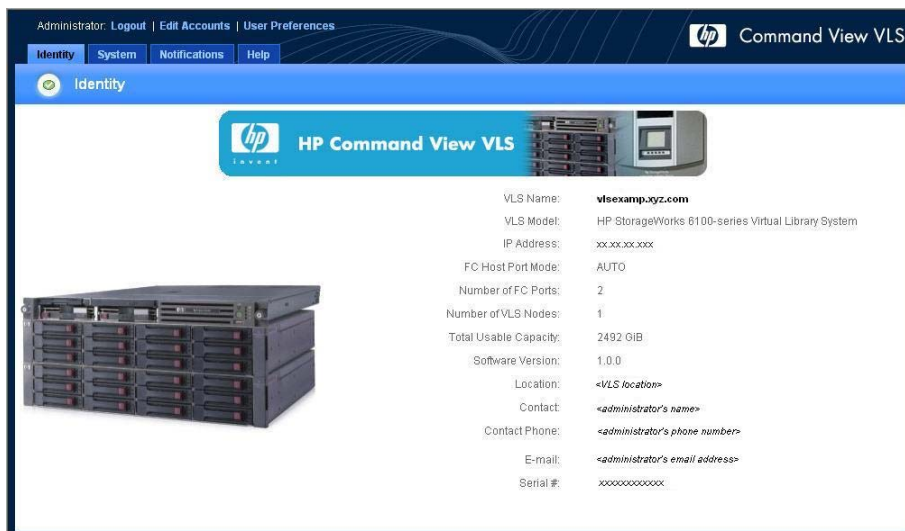 Administrator: Logout | Edit Accounts | User Preferences
hp Command View VLS
Identity System Notifications Help
Identity
hp HP Command View VLS
invent
VLS Name: vlsexamp.xyz.com
VLS Model: HP StorageWorks 6100-series Virtual Library System
IP Address: xx.xx.xx.xxx
FC Host Port Mode: AUTO
Number of FC Ports: 2
Number of VLS Nodes: 1
Total Usable Capacity: 2492 GiB
Software Version: 1.0.0
Location: <VLS location>
Contact: <administrator's name>
Contact Phone: <administrator's phone number>
E-mail: <administrator's email address>
Serial #: xxxxxxxxxxxx